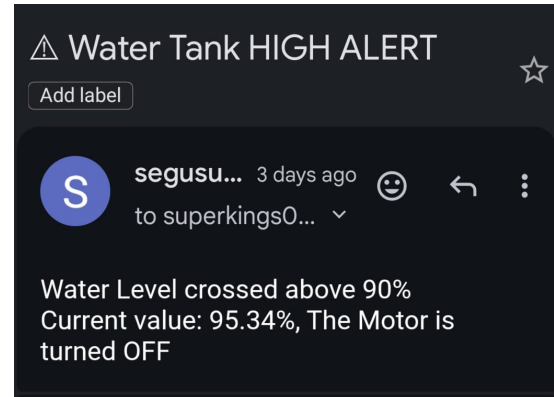 ⚠ Water Tank HIGH ALERT
Add label
S
segusu... 3 days ago
to superkings0...
Water Level crossed above 90%
Current value: 95.34%, The Motor is
turned OFF